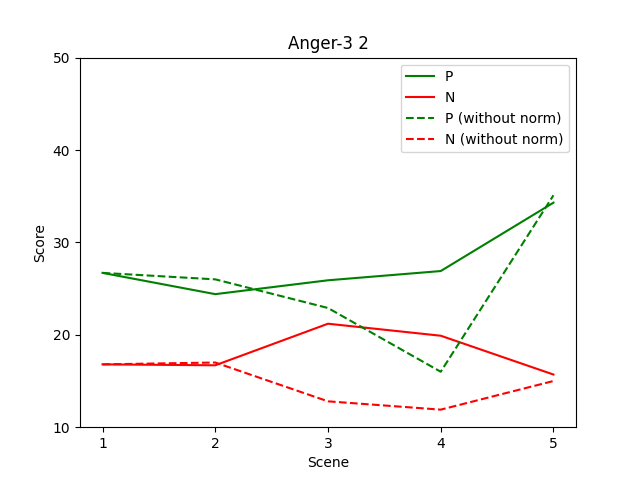 Anger-3 2
50
40
30
20
10
Score
1 2 3 4 5
Scene
P
N
P (without norm)
N (without norm)